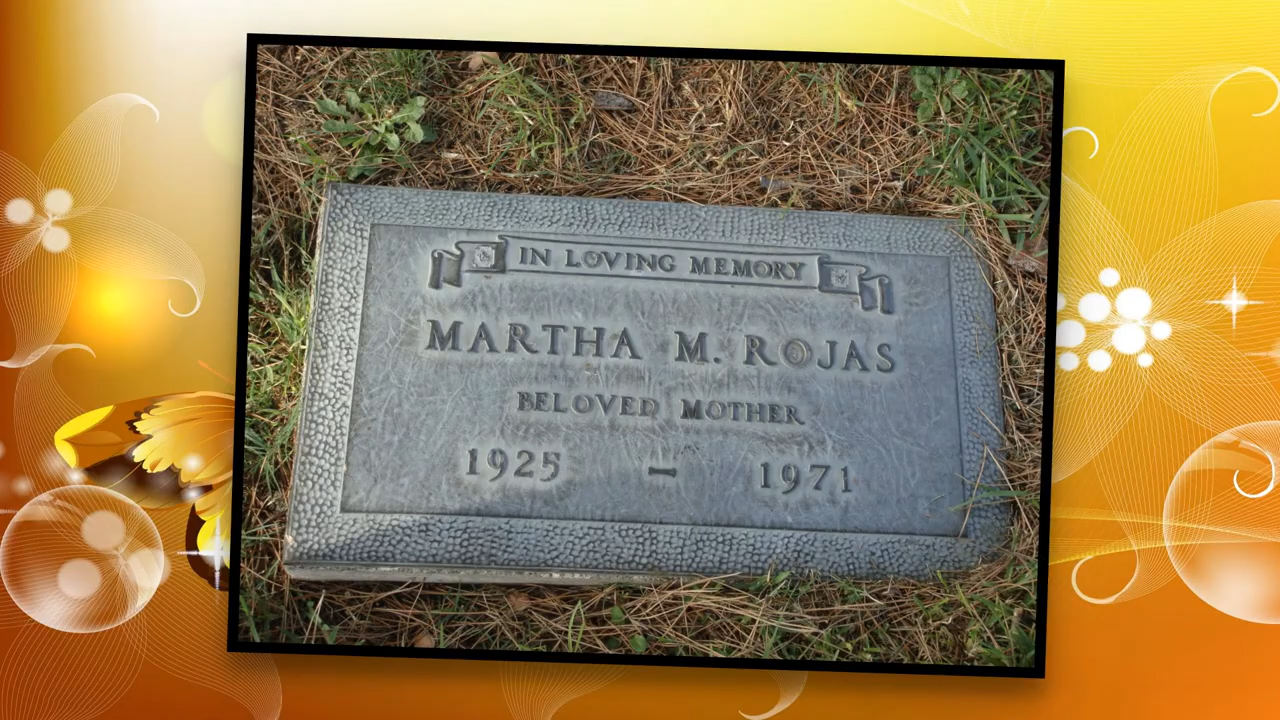 IN LOVING MEMORY
MARTHA M. ROJAS
BELOVED MOTHER
1925 - 1971